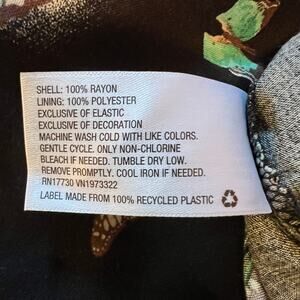 SHELL: 100% RAYON
LINING: 100% POLYESTER
EXCLUSIVE OF ELASTIC
EXCLUSIVE OF DECORATION
MACHINE WASH COLD WITH LIKE COLORS.
GENTLE CYCLE. ONLY NON-CHLORINE
BLEACH IF NEEDED. TUMBLE DRY LOW.
REMOVE PROMPTLY. COOL IRON IF NEEDED.
RN17730 VN1973322
LABEL MADE FROM 100% RECYCLED PLASTIC